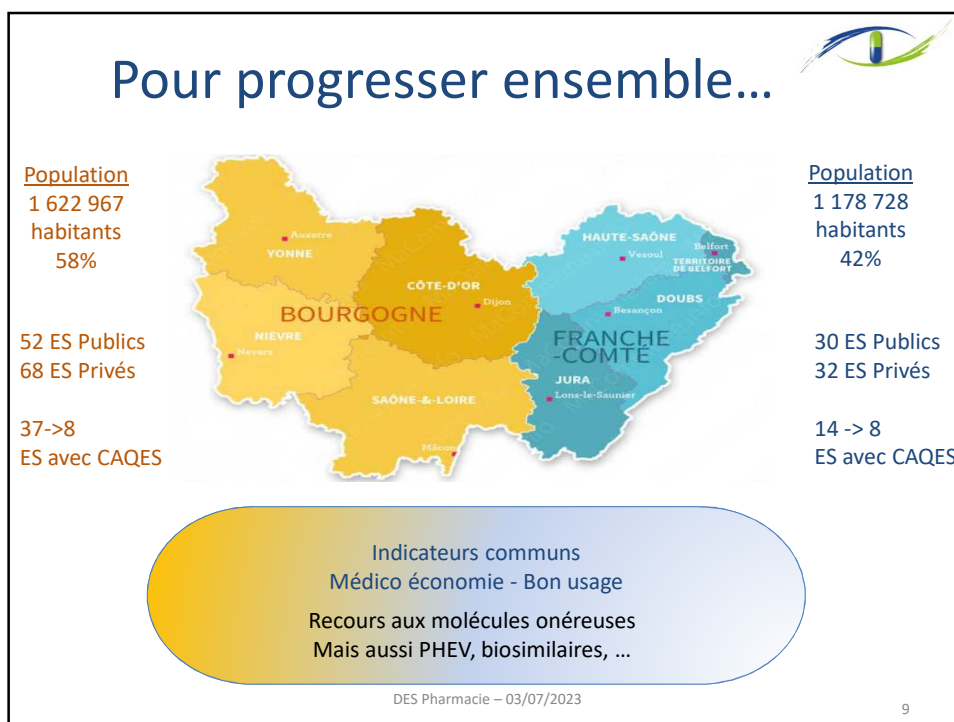 Pour progresser ensemble…
Population
1 622 967
habitants
58%
52 ES Publics
68 ES Privés
37->8
ES avec CAQES
Auxerre
YONNE
CÔTE-D'OR
Dijon
BOURGOGNE
NIÈVRE
Nevers
SAÔNE-&-LOIRE
Mâcon
HAUTE-SAÔNE
Vesoul
Belfort
TERRITOIRE
DE BELFORT
DOUBS
Besançon
FRANCHE
-COMTÉ
JURA
Lons-le-Saunier
Population
1 178 728
habitants
42%
30 ES Publics
32 ES Privés
14 -> 8
ES avec CAQES
Indicateurs communs
Médico économie - Bon usage
Recours aux molécules onéreuses
Mais aussi PHEV, biosimilaires, …
DES Pharmacie – 03/07/2023
9